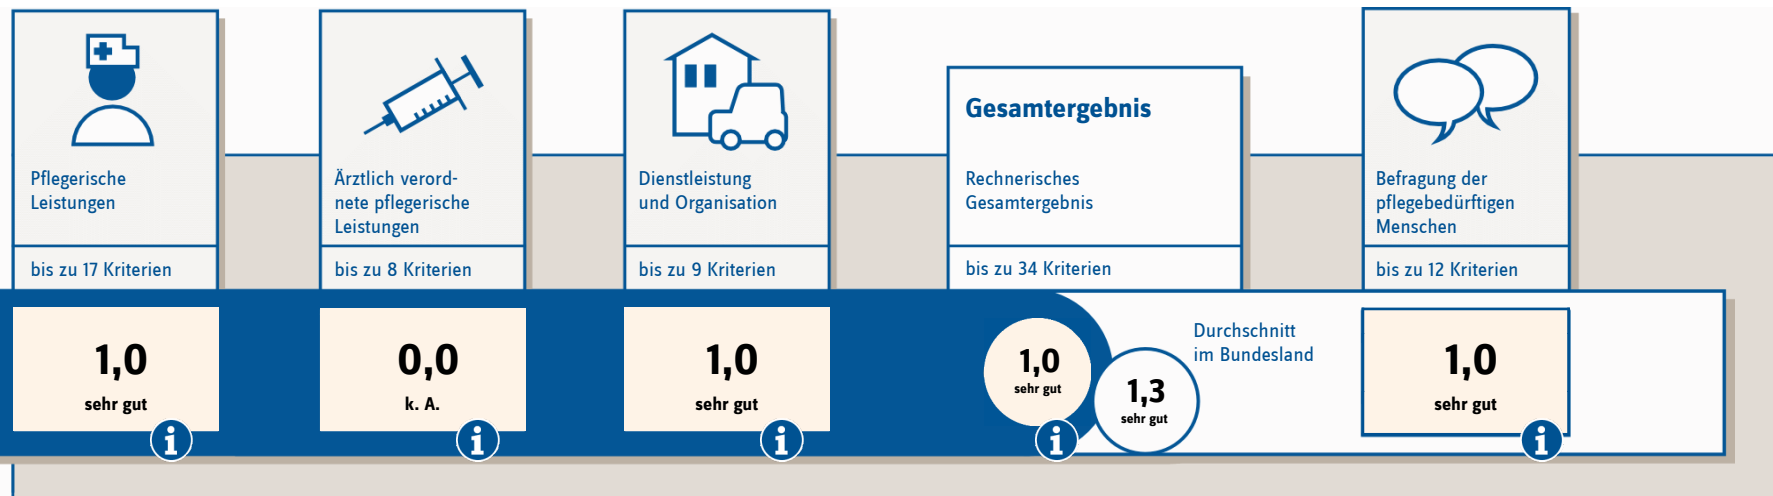 Pflegerische
Leistungen
bis zu 17 Kriterien
1,0
sehr gut
i
Ärztlich verord-
nete pflegerische
Leistungen
bis zu 8 Kriterien
0,0
k. A.
i
Dienstleistung
und Organisation
bis zu 9 Kriterien
1,0
sehr gut
i
Gesamtergebnis
Rechnerisches
Gesamtergebnis
bis zu 34 Kriterien
1,0
sehr gut
i
1,3
sehr gut
Durchschnitt
im Bundesland
Befragung der
pflegebedürftigen
Menschen
bis zu 12 Kriterien
1,0
sehr gut
i